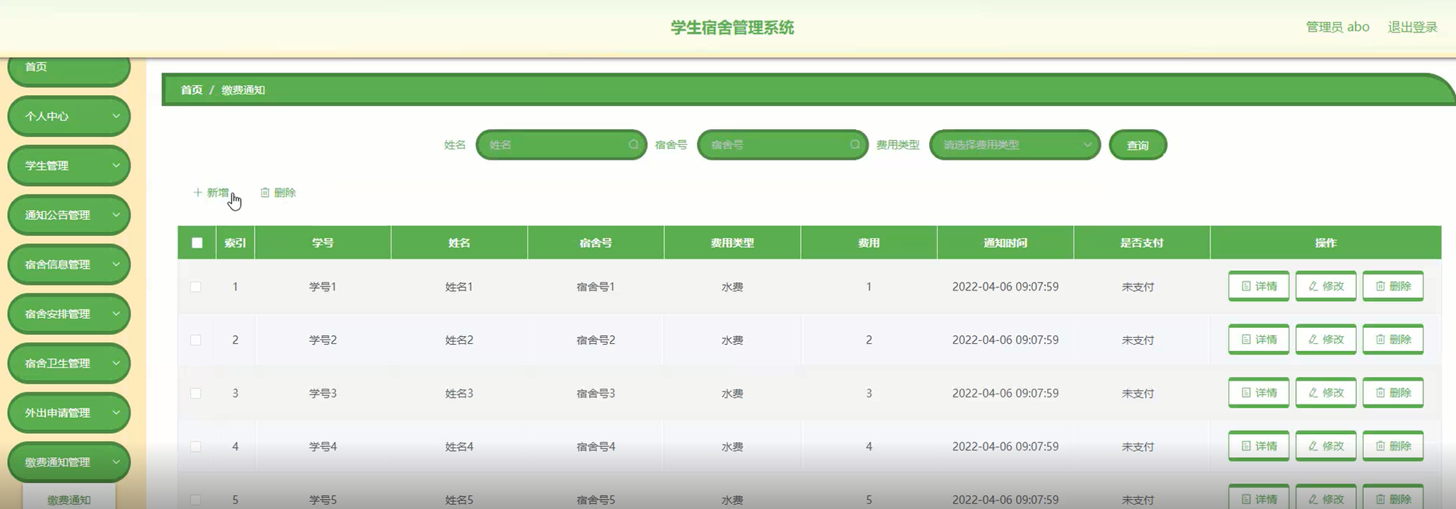 学生宿舍管理系统
管理员 abo 退出登录
首页
个人中心
学生管理
通知公告管理
宿舍信息管理
宿舍安排管理
宿舍卫生管理
外出申请管理
缴费通知管理
缴费通知
首页 / 缴费通知
姓名 姓名 宿舍号 宿舍号 费用类型 请选择费用类型 查询
新增 删除
索引 学号 姓名 宿舍号 费用类型 费用 通知时间 是否支付 操作
1 学号1 姓名1 宿舍号1 水费 1 2022-04-06 09:07:59 未支付 详情 修改 删除
2 学号2 姓名2 宿舍号2 水费 2 2022-04-06 09:07:59 未支付 详情 修改 删除
3 学号3 姓名3 宿舍号3 水费 3 2022-04-06 09:07:59 未支付 详情 修改 删除
4 学号4 姓名4 宿舍号4 水费 4 2022-04-06 09:07:59 未支付 详情 修改 删除
5 学号5 姓名5 宿舍号5 水费 5 2022-04-06 09:07:59 未支付 详情 修改 删除